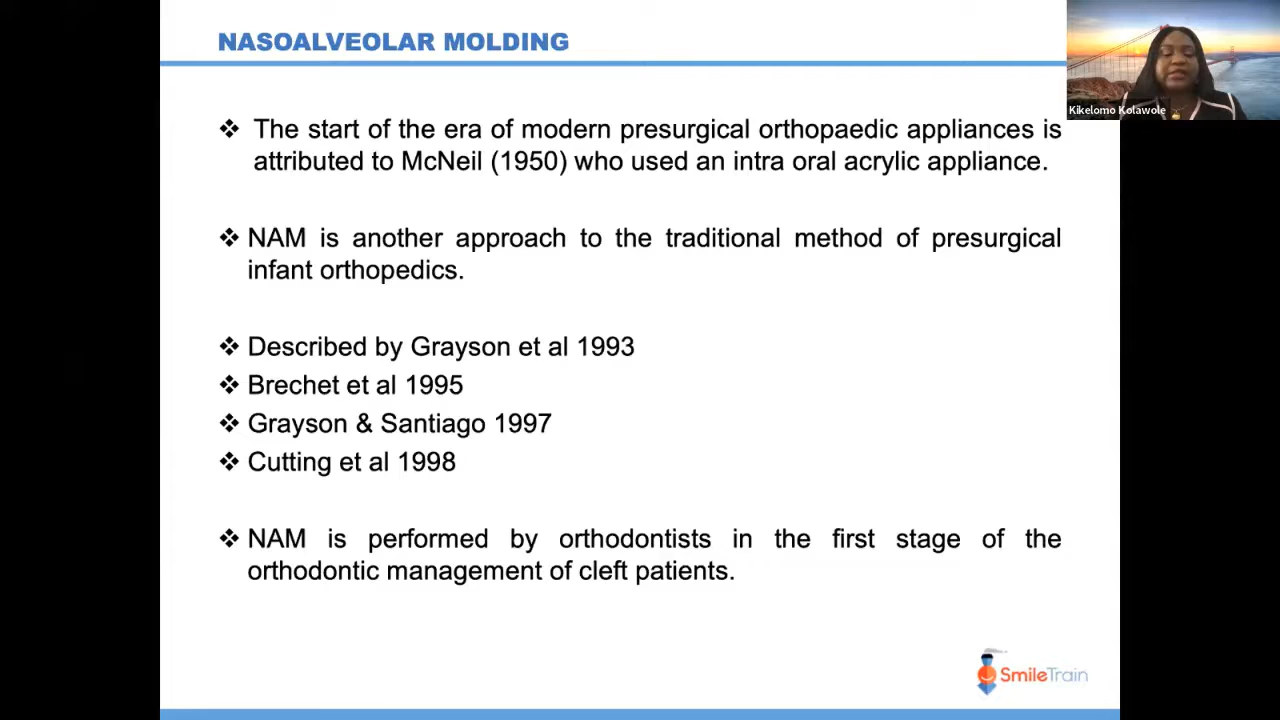 NASOALVEOLAR MOLDING
Kikelomo Kolawole
❖ The start of the era of modern presurgical orthopaedic appliances is
attributed to McNeil (1950) who used an intra oral acrylic appliance.
❖ NAM is another approach to the traditional method of presurgical
infant orthopedics.
❖ Described by Grayson et al 1993
❖ Brechet et al 1995
❖ Grayson & Santiago 1997
❖ Cutting et al 1998
❖ NAM is performed by orthodontists in the first stage of the
orthodontic management of cleft patients.
SmileTrain